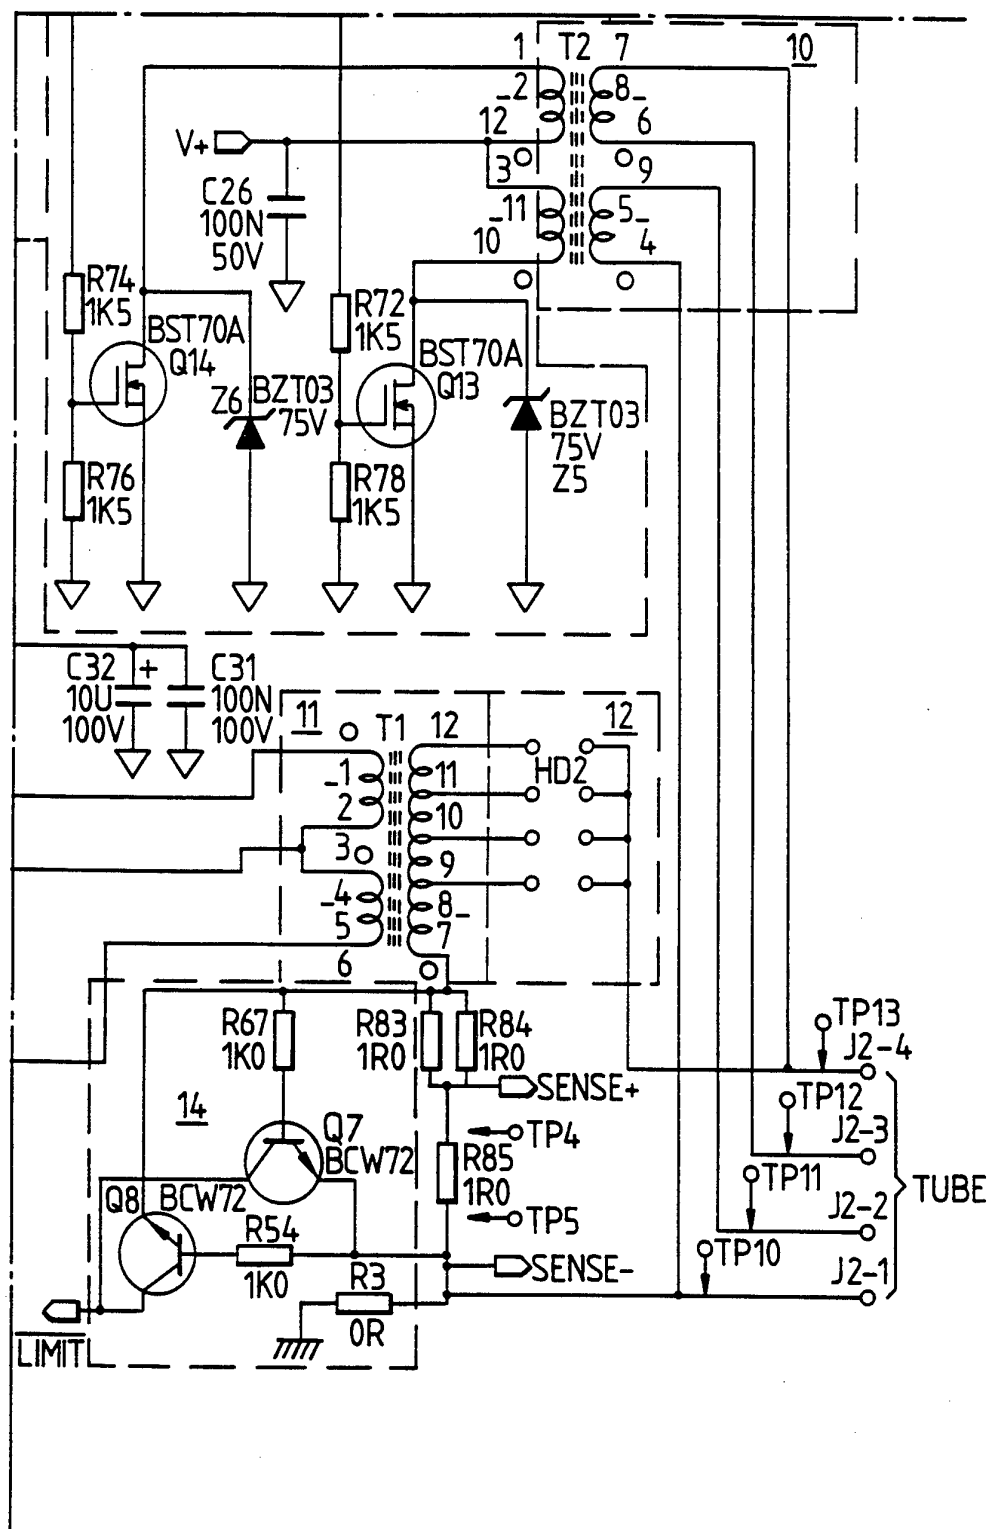 1 T2 7 10
2 8
12 6
V+
3 9
C26
100N
50V
11 5
10 4
R74
1K5
R72
1K5
BST70A
Q14
BST70A
Q13
Z6 BZT03
75V
BZT03
75V
Z5
R76
1K5
R78
1K5
C32 +
10U
100V
C31
100N
100V
11 T1 12 12
1 11 HD2
2 10
3 9
4 8
5 7
6
R67
1K0
R83
1R0
R84
1R0
TP13
J2-4
SENSE+
14
TP12
J2-3
Q7
BCW72
TP4
R85
1R0
TP11
TUBE
Q8 BCW72
TP5
J2-2
R54
1K0
TP10
SENSE-
J2-1
R3
0R
LIMIT